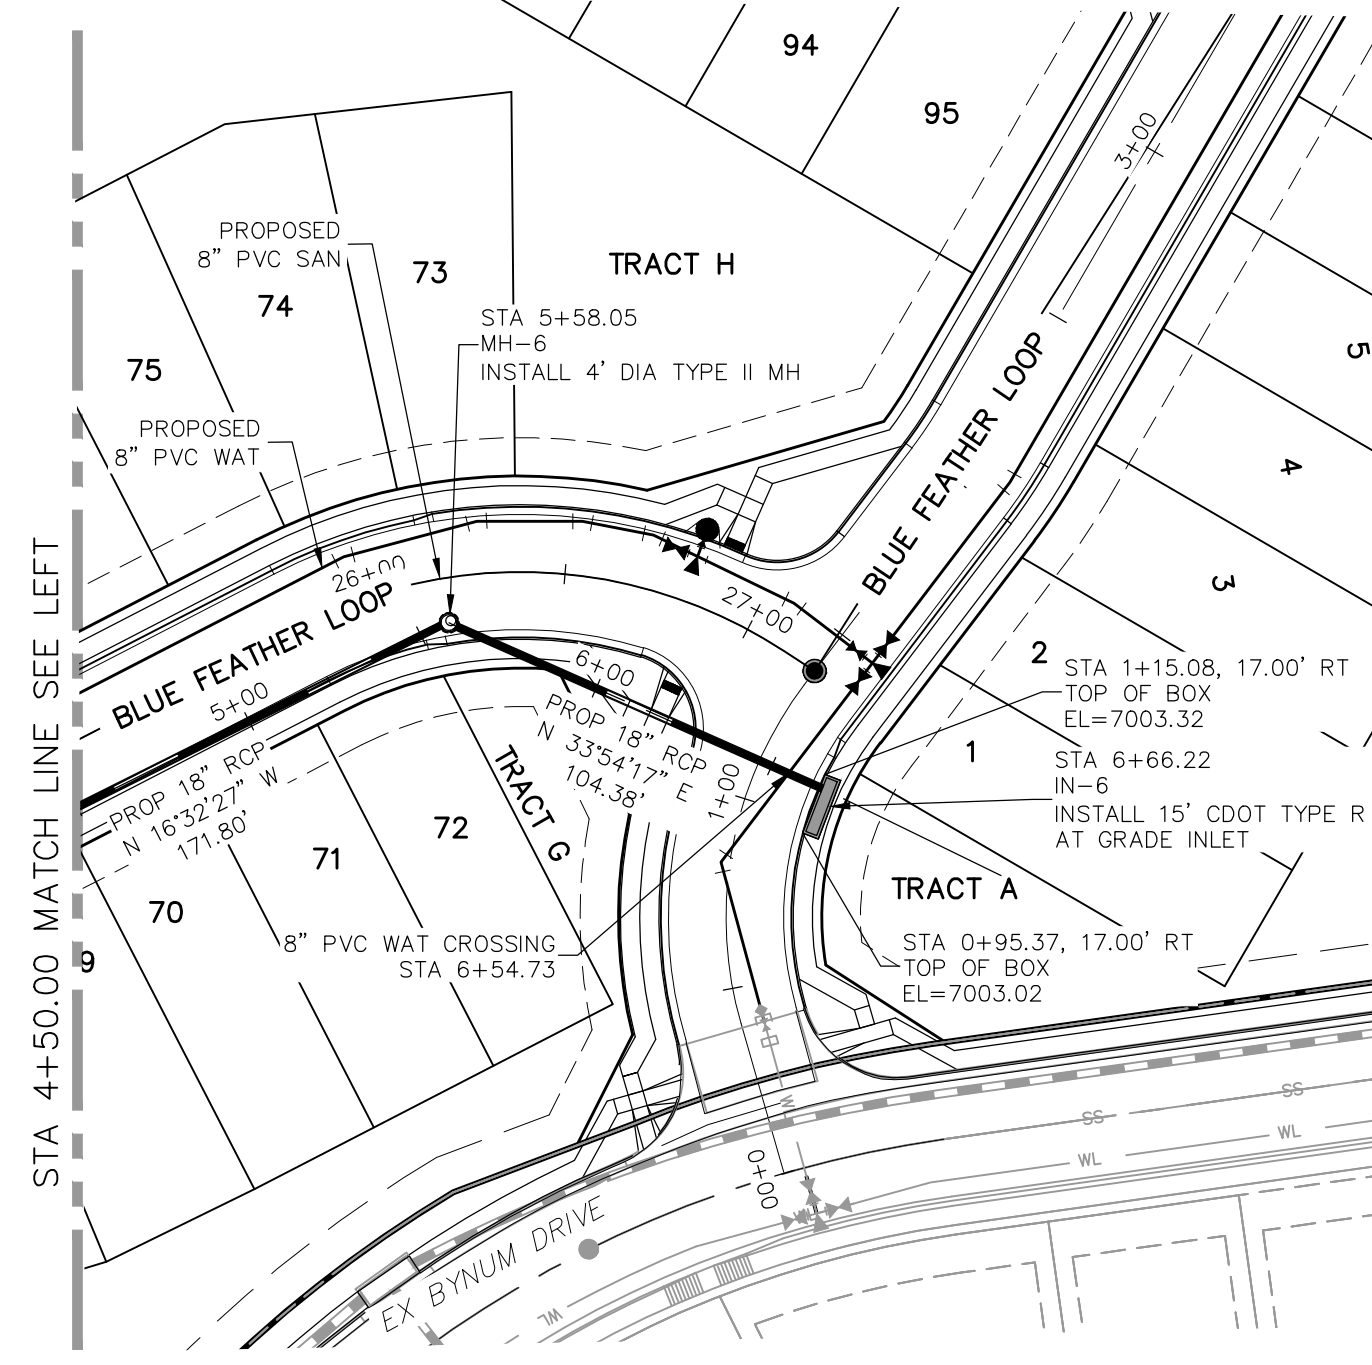 94
95
3+00
PROPOSED
8” PVC SAN
TRACT H
73
74
STA 5+58.05
MH-6
INSTALL 4' DIA TYPE II MH
75
5
PROPOSED
8” PVC WAT
BLUE FEATHER LOOP
4
26+00
27+00
3
BLUE FEATHER LOOP
5+00
6+00
2
STA 1+15.08, 17.00' RT
TOP OF BOX
EL=7003.32
1
STA 6+66.22
IN-6
INSTALL 15' CDOT TYPE R
AT GRADE INLET
PROP 18” RCP
N 33°54'17” E
104.38'
1+00
PROP 18” RCP
N 16°32'27” W
171.80'
TRACT G
72
71
70
9
TRACT A
8” PVC WAT CROSSING
STA 6+54.73
STA 0+95.37, 17.00' RT
TOP OF BOX
EL=7003.02
STA 4+50.00 MATCH LINE SEE LEFT
W
SS
SS
WL
WL
0+00
EX BYNUM DRIVE
WL